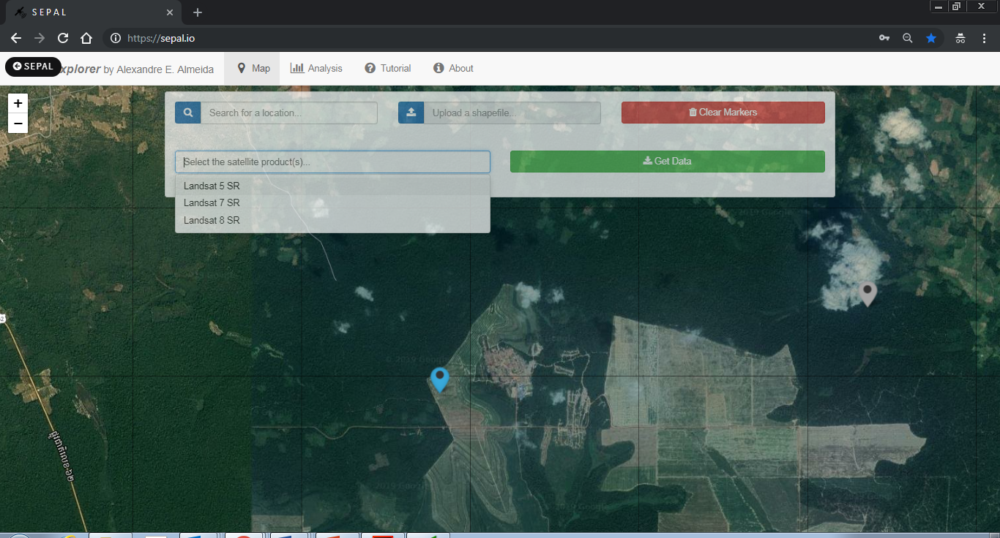 S E P A L
https://sepal.io
SEPAL
xplorer by Alexandre E. Almeida
Map
Analysis
Tutorial
About
+
−
Search for a location...
Upload a shapefile...
Clear Markers
Select the satellite product(s)...
Get Data
Landsat 5 SR
Landsat 7 SR
Landsat 8 SR
© 2019 Google